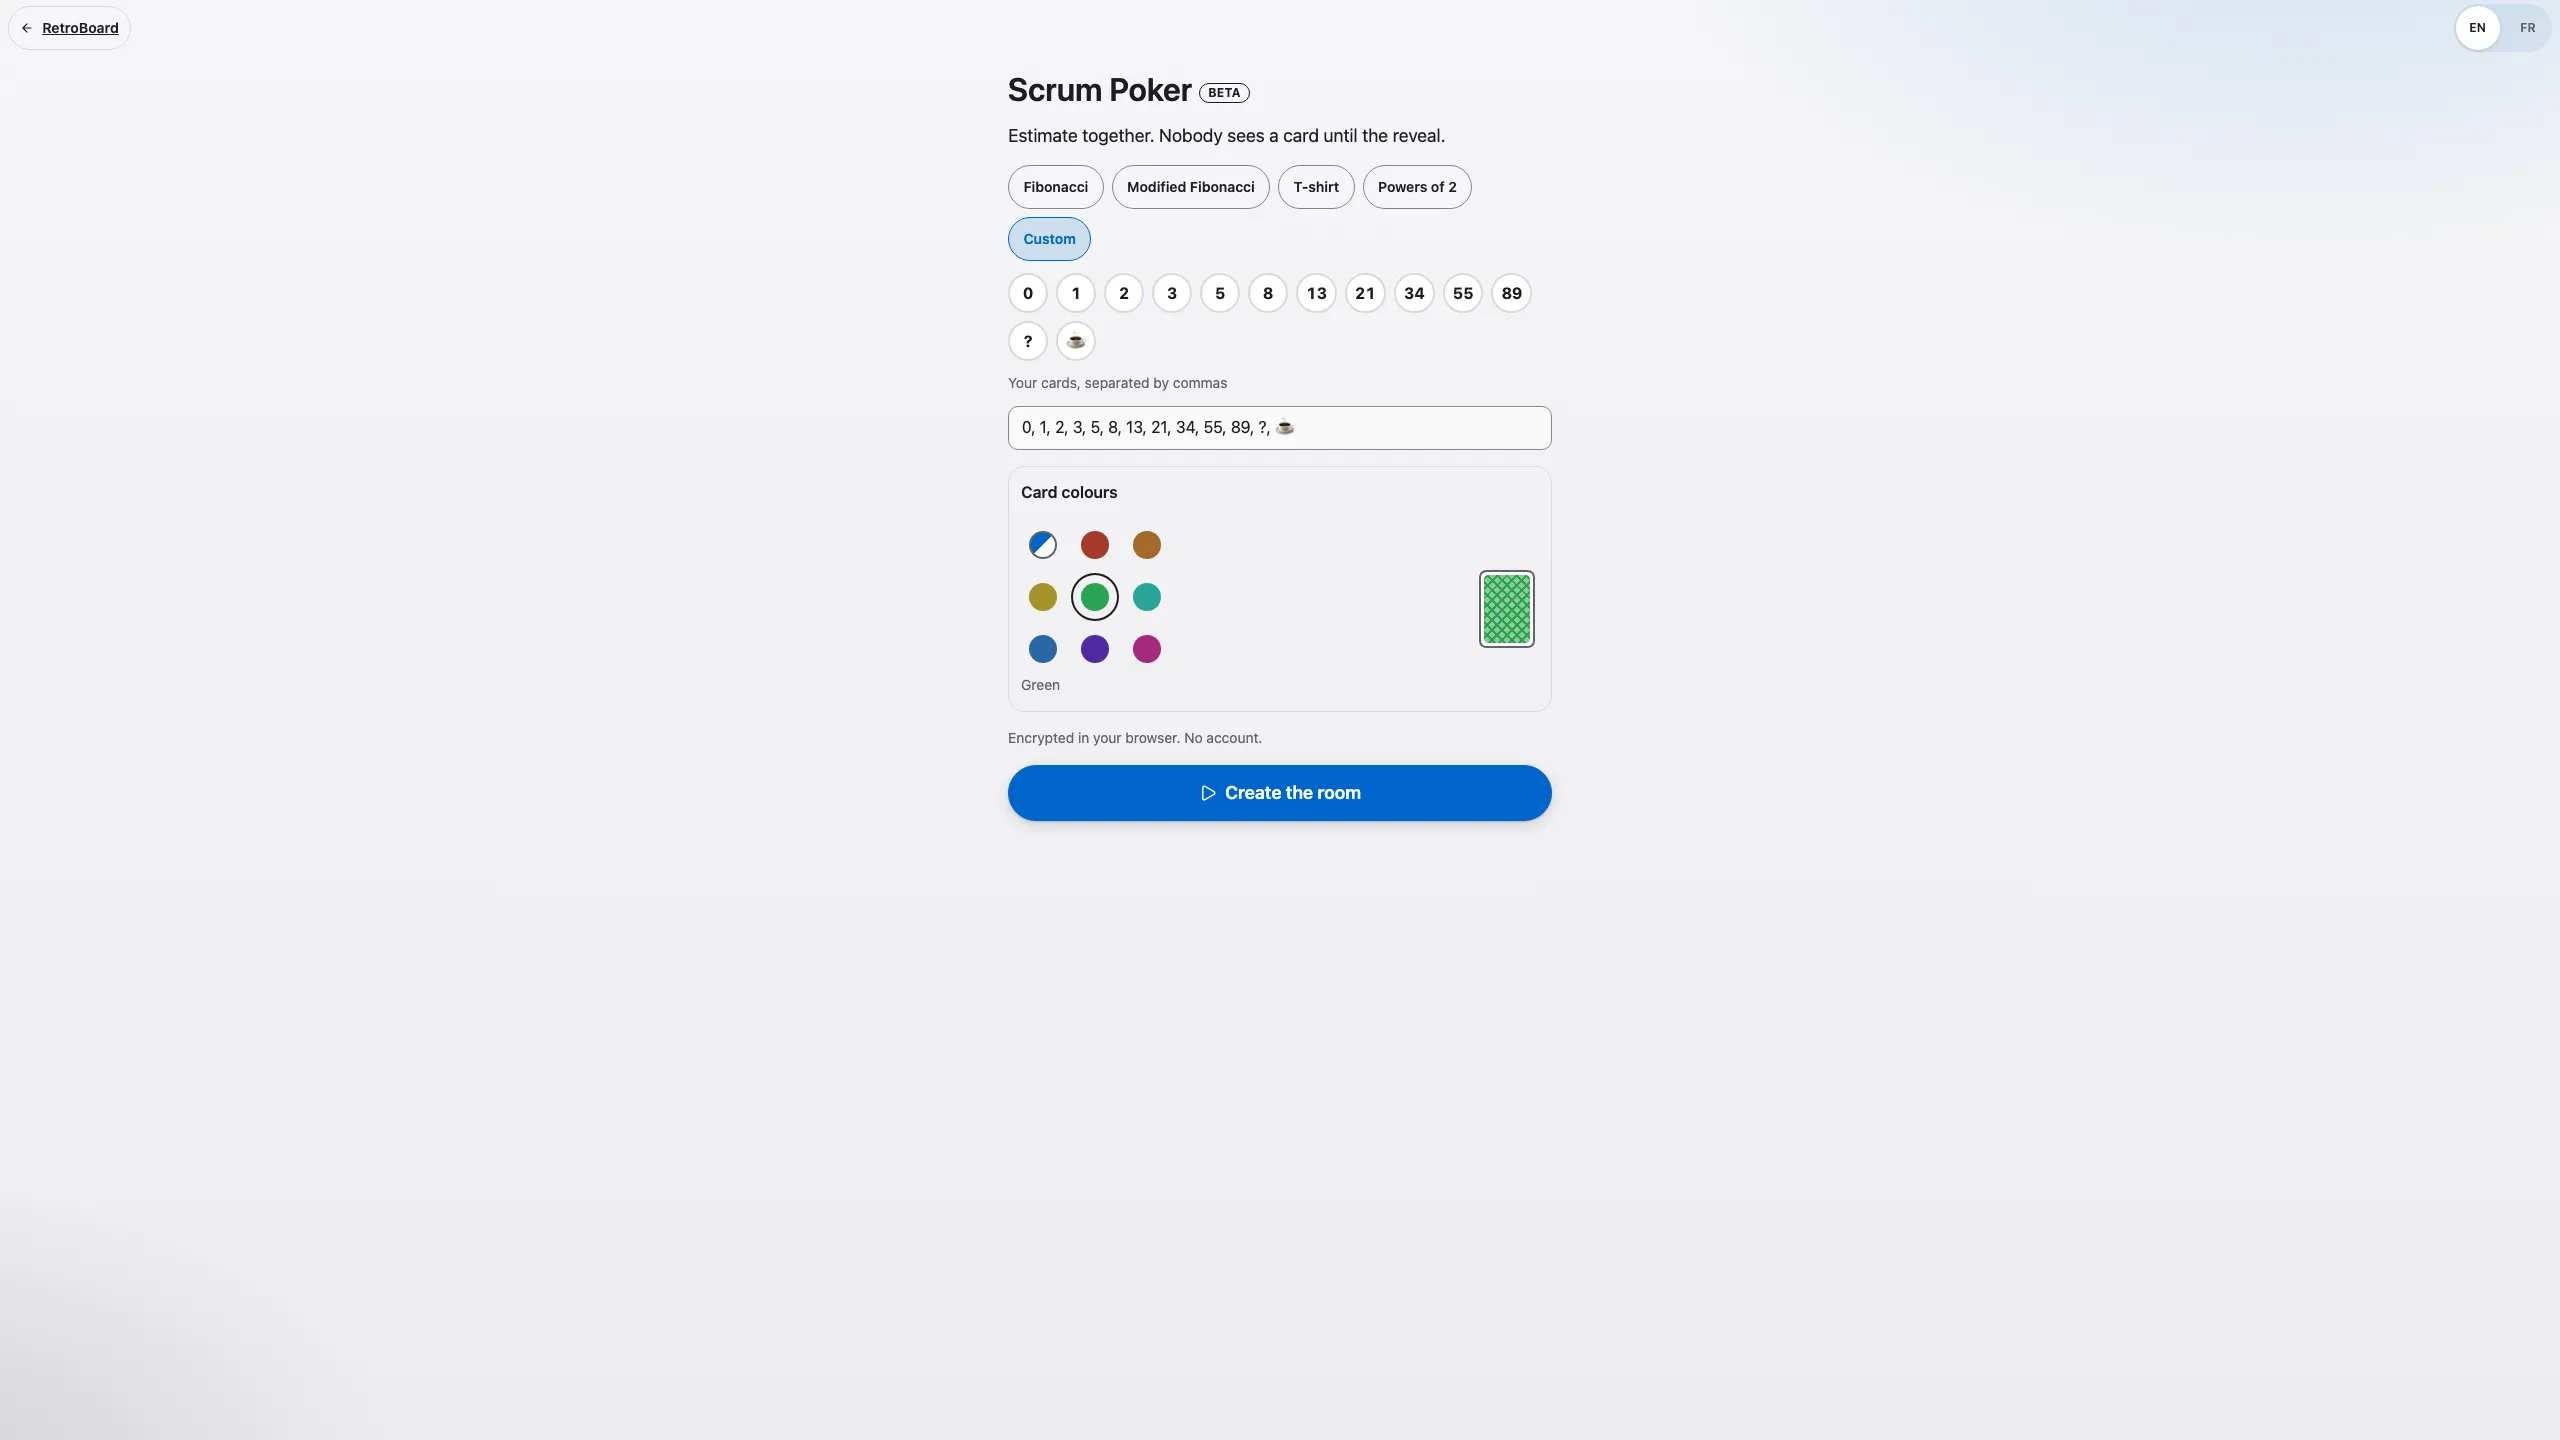 RetroBoard
EN FR
Scrum Poker BETA
Estimate together. Nobody sees a card until the reveal.
Fibonacci Modified Fibonacci T-shirt Powers of 2
Custom
0 1 2 3 5 8 13 21 34 55 89
? ☕
Your cards, separated by commas
0, 1, 2, 3, 5, 8, 13, 21, 34, 55, 89, ?, ☕
Card colours
Green
Encrypted in your browser. No account.
Create the room